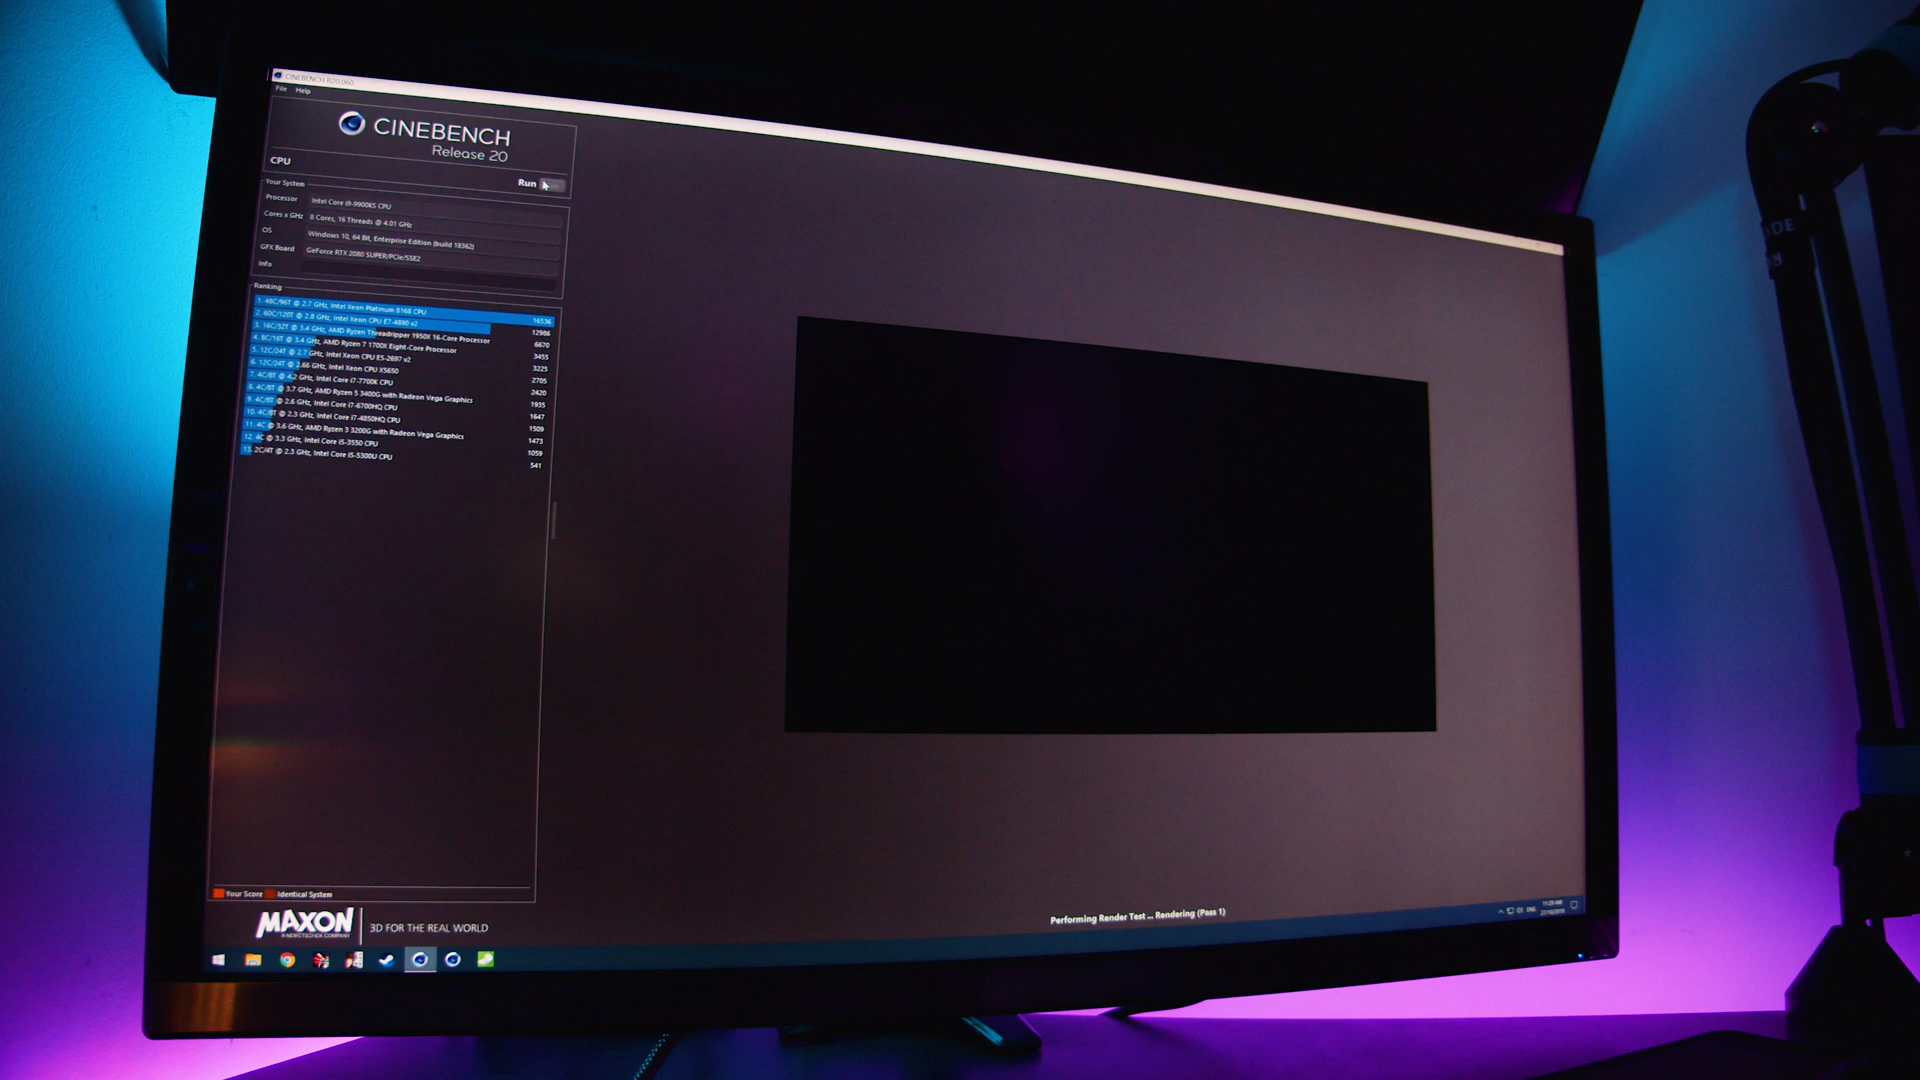 CINEBENCH R20.060
File Help
CINEBENCH
Release 20
CPU
Run
Your System
Processor Intel Core i9-9900KS CPU
Cores x GHz 8 Cores, 16 Threads @ 4.01 GHz
OS Windows 10, 64 Bit, Enterprise Edition (build 18362)
GFX Board GeForce RTX 2080 SUPER/PCIe/SSE2
Info
Ranking
1. 48C/96T @ 2.7 GHz, Intel Xeon Platinum 8168 CPU 16536
2. 60C/120T @ 2.8 GHz, Intel Xeon CPU E7-4890 v2 12986
3. 16C/32T @ 3.4 GHz, AMD Ryzen Threadripper 1950X 16-Core Processor 6670
4. 8C/16T @ 3.4 GHz, AMD Ryzen 7 1700X Eight-Core Processor 3455
5. 12C/24T @ 2.7 GHz, Intel Xeon CPU E5-2697 v2 3225
6. 12C/24T @ 2.66 GHz, Intel Xeon CPU X5650 2705
7. 4C/8T @ 4.2 GHz, Intel Core i7-7700K CPU 2420
8. 4C/8T @ 3.7 GHz, AMD Ryzen 5 3400G with Radeon Vega Graphics 1935
9. 4C/8T @ 2.6 GHz, Intel Core i7-6700HQ CPU 1647
10. 4C/8T @ 2.3 GHz, Intel Core i7-4850HQ CPU 1509
11. 4C @ 3.6 GHz, AMD Ryzen 3 3200G with Radeon Vega Graphics 1473
12. 4C @ 3.3 GHz, Intel Core i5-3550 CPU 1059
13. 2C/4T @ 2.3 GHz, Intel Core i5-5300U CPU 541
Your Score Identical System
MAXON
A NEMETSCHEK COMPANY
3D FOR THE REAL WORLD
Performing Render Test ... Rendering (Pass 1)
ENG
11:29 AM